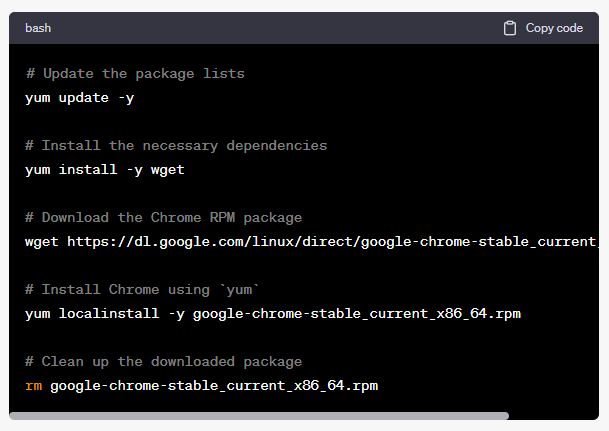 bash
Copy code
# Update the package lists
yum update -y
# Install the necessary dependencies
yum install -y wget
# Download the Chrome RPM package
wget https://dl.google.com/linux/direct/google-chrome-stable_current_
# Install Chrome using `yum`
yum localinstall -y google-chrome-stable_current_x86_64.rpm
# Clean up the downloaded package
rm google-chrome-stable_current_x86_64.rpm